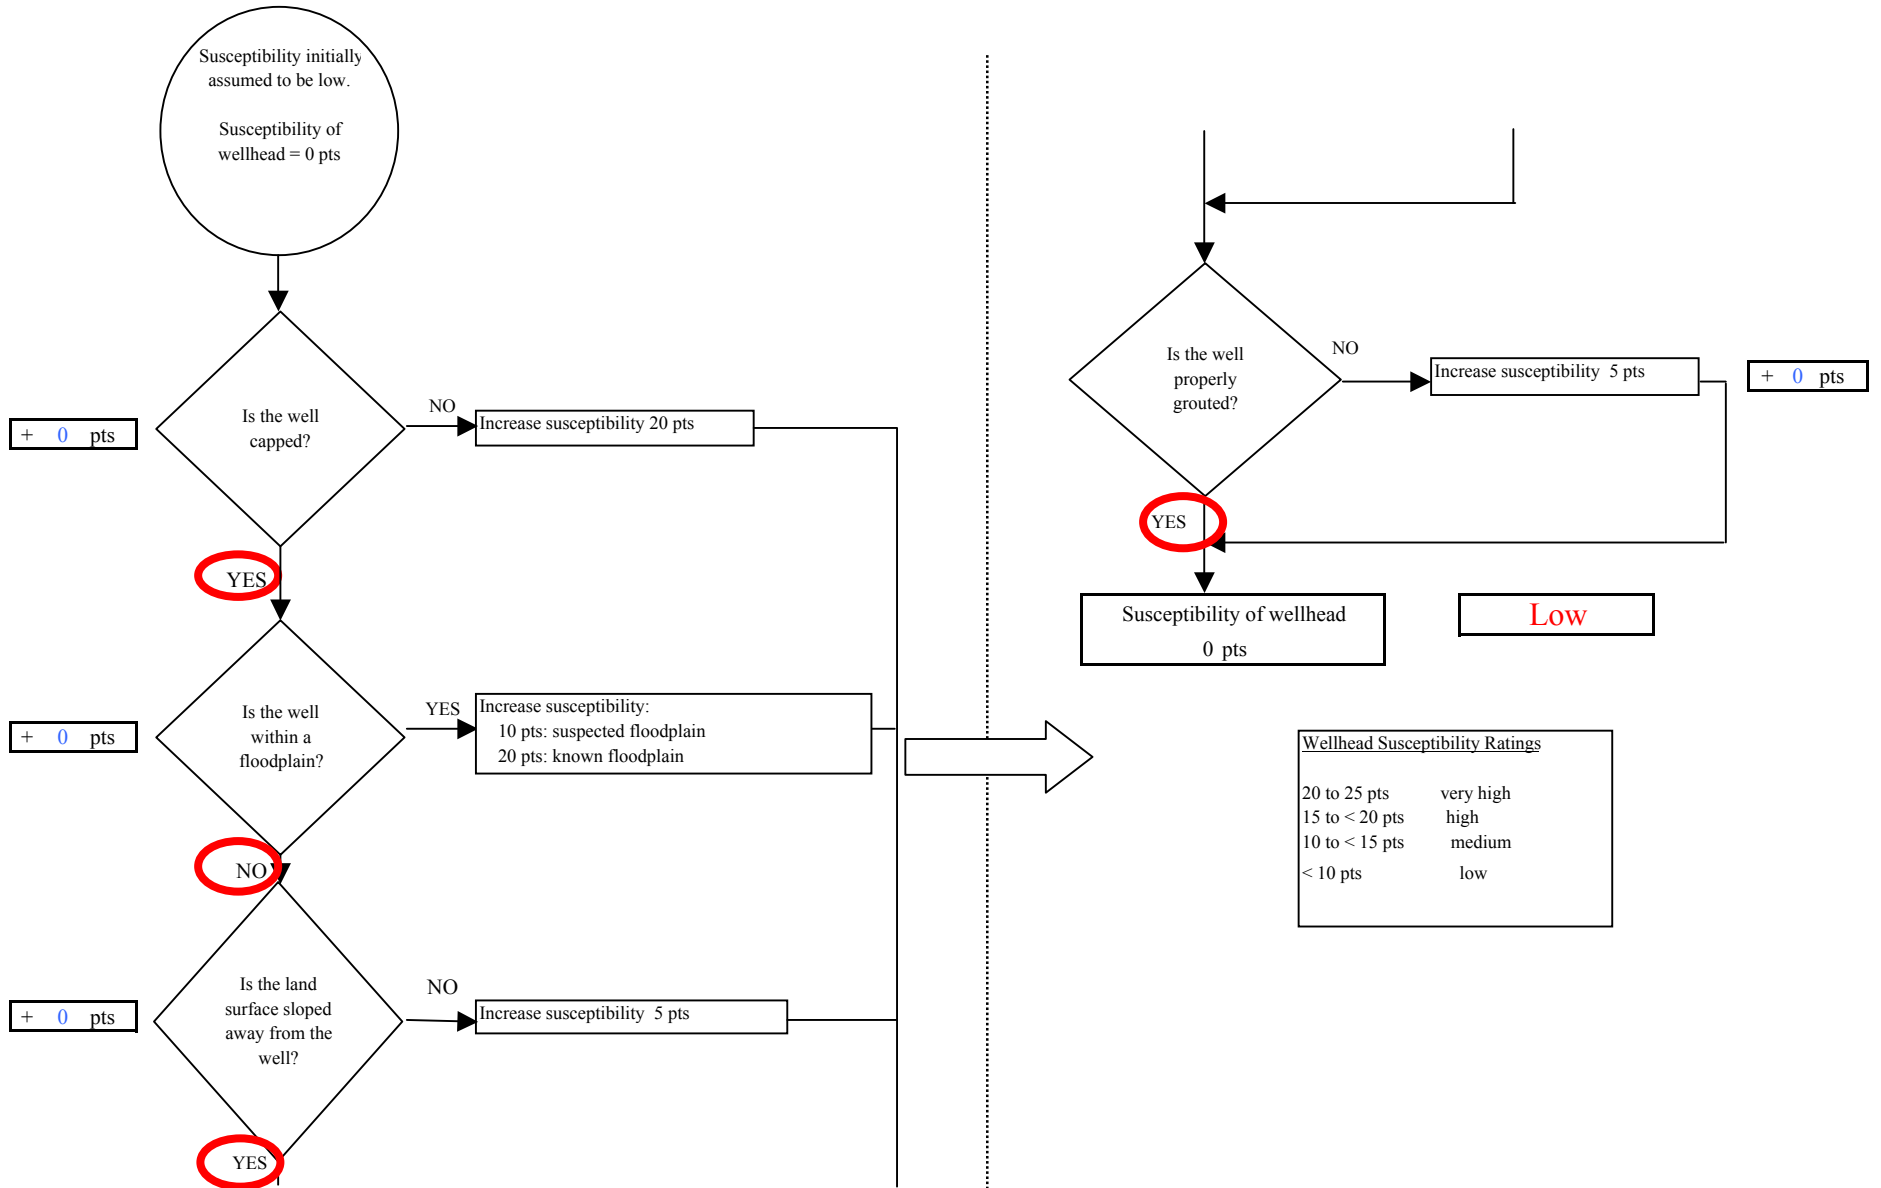 Susceptibility initially
assumed to be low.
Susceptibility of
wellhead = 0 pts
Is the well
capped?
NO
Increase susceptibility 20 pts
+ 0 pts
YES
Is the well
within a
floodplain?
YES
Increase susceptibility:
10 pts: suspected floodplain
20 pts: known floodplain
+ 0 pts
NO
Is the land
surface sloped
away from the
well?
NO
Increase susceptibility 5 pts
+ 0 pts
YES
Is the well
properly
grouted?
NO
Increase susceptibility 5 pts
+ 0 pts
YES
Susceptibility of wellhead
0 pts
Low
Wellhead Susceptibility Ratings
20 to 25 pts very high
15 to < 20 pts high
10 to < 15 pts medium
< 10 pts low